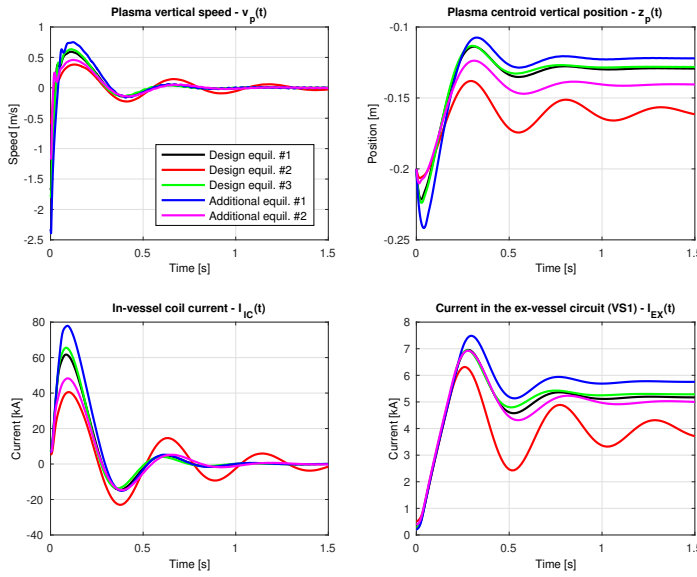 Plasma vertical speed - v_p(t)
1
0.5
0
-0.5
-1
-1.5
-2
-2.5
Speed [m/s]
Design equil. #1
Design equil. #2
Design equil. #3
Additional equil. #1
Additional equil. #2
0 0.5 1 1.5
Time [s]
Plasma centroid vertical position - z_p(t)
-0.1
-0.15
-0.2
-0.25
Position [m]
0 0.5 1 1.5
Time [s]
In-vessel coil current - I_IC(t)
80
60
40
20
0
-20
-40
Current [kA]
0 0.5 1 1.5
Time [s]
Current in the ex-vessel circuit (VS1) - I_EX(t)
8
7
6
5
4
3
2
1
0
Current [kA]
0 0.5 1 1.5
Time [s]